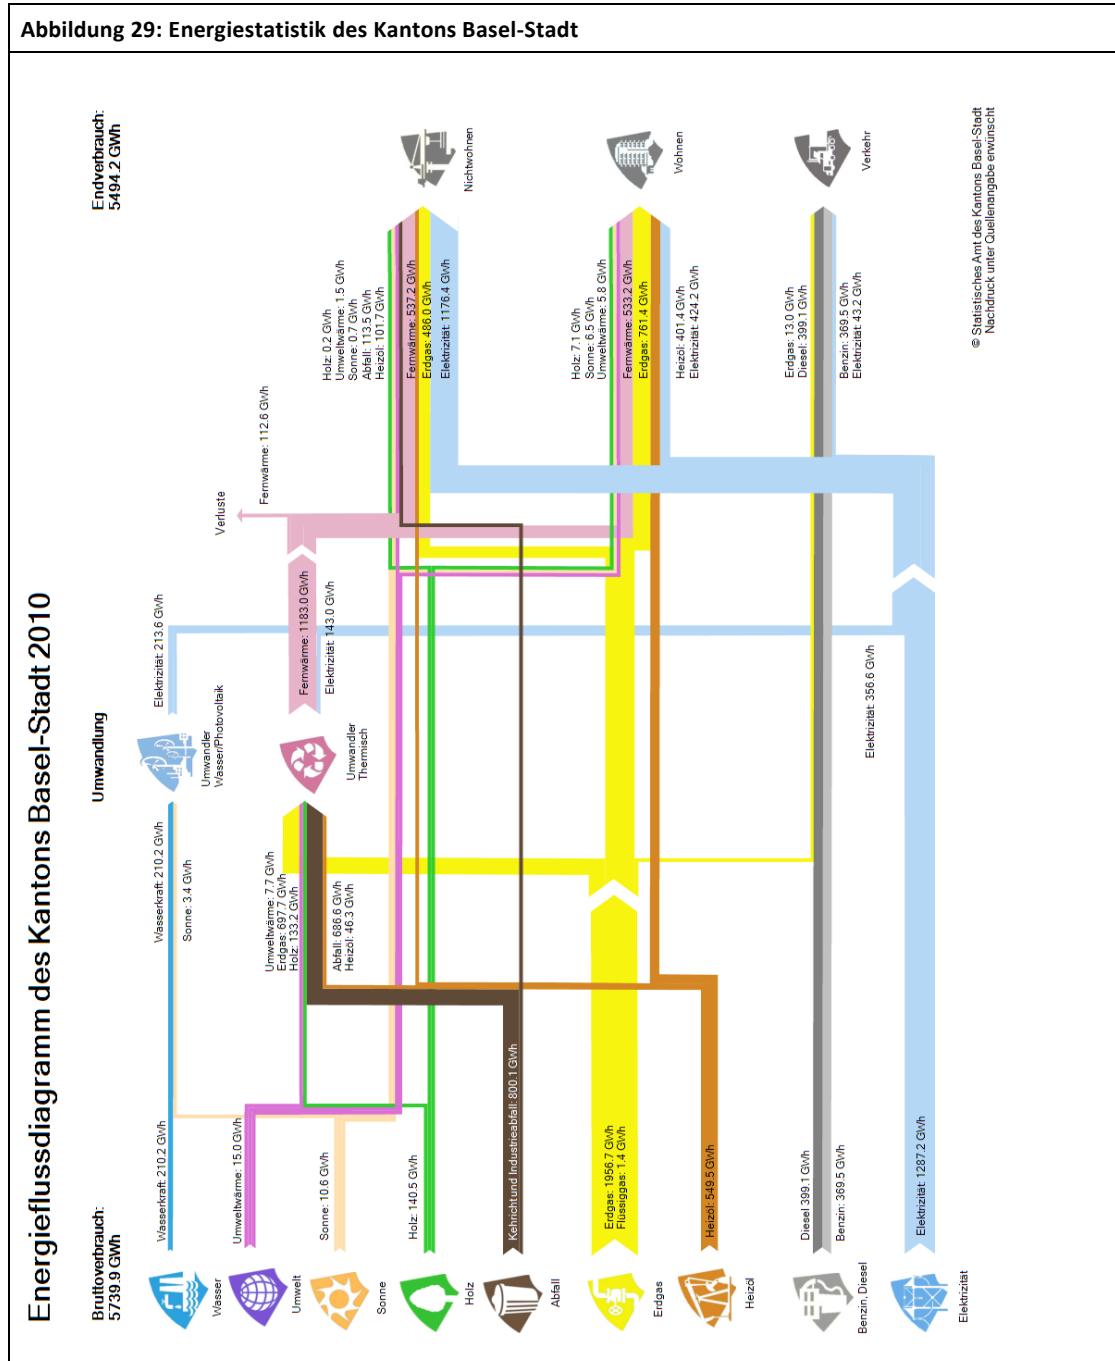 Abbildung 29: Energiestatistik des Kantons Basel-Stadt
Energieflussdiagramm des Kantons Basel-Stadt 2010
Bruttoverbrauch:
5739.9 GWh
Umwandlung
Endverbrauch:
5494.2 GWh
Wasser
Umwelt
Sonne
Holz
Abfall
Erdgas
Heizöl
Benzin, Diesel
Elektrizität
Wasserkraft: 210.2 GWh
Umweltwärme: 15.0 GWh
Sonne: 10.6 GWh
Holz: 140.5 GWh
Kehricht und Industrieabfall: 800.1 GWh
Erdgas: 1956.7 GWh
Flüssiggas: 1.4 GWh
Heizöl: 549.5 GWh
Diesel 399.1 GWh
Benzin: 369.5 GWh
Elektrizität: 1287.2 GWh
Wasserkraft: 210.2 GWh
Sonne: 3.4 GWh
Umweltwärme: 7.7 GWh
Erdgas: 697.7 GWh
Holz: 133.2 GWh
Abfall: 686.6 GWh
Heizöl: 46.3 GWh
Umwandler
Wasser/Photovoltaik
Umwandler
Thermisch
Elektrizität: 213.6 GWh
Fernwärme: 1183.0 GWh
Elektrizität: 143.0 GWh
Elektrizität: 356.6 GWh
Verluste
Fernwärme: 112.6 GWh
Holz: 0.2 GWh
Umweltwärme: 1.5 GWh
Sonne: 0.7 GWh
Abfall: 113.5 GWh
Heizöl: 101.7 GWh
Fernwärme: 537.2 GWh
Erdgas: 486.0 GWh
Elektrizität: 1176.4 GWh
Holz: 7.1 GWh
Sonne: 6.5 GWh
Umweltwärme: 5.8 GWh
Fernwärme: 533.2 GWh
Erdgas: 761.4 GWh
Heizöl: 401.4 GWh
Elektrizität: 424.2 GWh
Erdgas: 13.0 GWh
Diesel: 399.1 GWh
Benzin: 369.5 GWh
Elektrizität: 43.2 GWh
Nichtwohnen
Wohnen
Verkehr
© Statistisches Amt des Kantons Basel-Stadt
Nachdruck unter Quellenangabe erwünscht